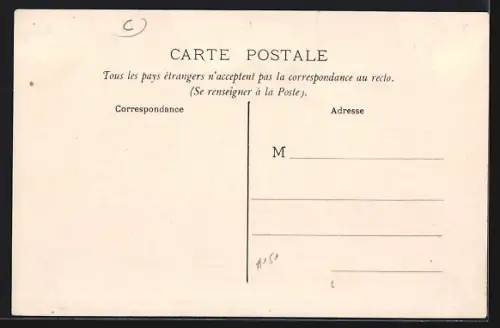 C)
CARTE POSTALE
Tous les pays étrangers n'acceptent pas la correspondance au recto.
(Se renseigner à la Poste).
Correspondance
Adresse
M